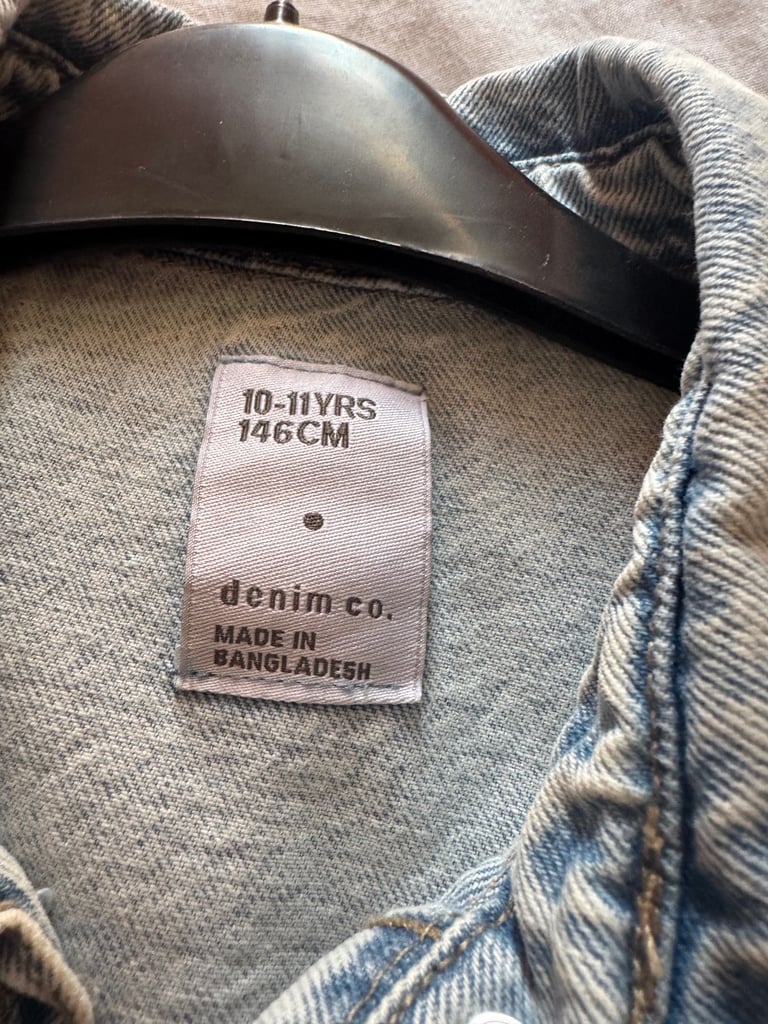 10-11YRS
146CM
denim co.
MADE IN
BANGLADESH